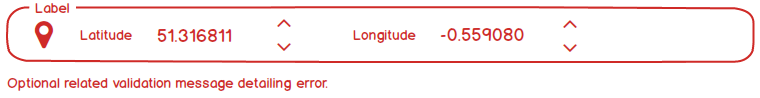 Label
Latitude 51.316811 Longitude -0.559080
Optional related validation message detailing error.